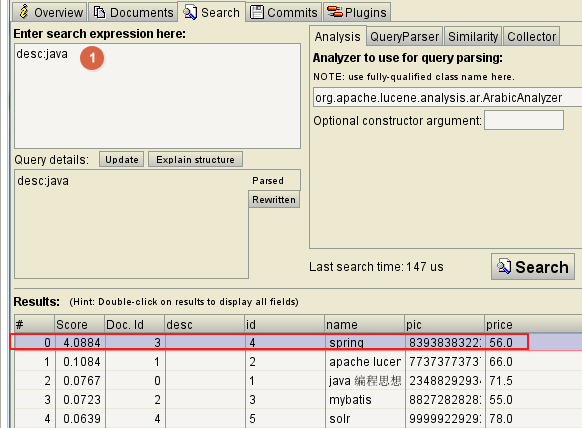 Overview Documents Search Commits Plugins
Enter search expression here:
desc:java
1
Analysis QueryParser Similarity Collector
Analyzer to use for query parsing:
NOTE: use fully-qualified class name here.
org.apache.lucene.analysis.ar.ArabicAnalyzer
Optional constructor argument:
Query details: Update Explain structure
desc:java
Parsed
Rewritten
Last search time: 147 us
Search
Results: (Hint: Double-click on results to display all fields)
# Score Doc. Id desc id name pic price
0 4.0884 3 4 spring 8393838322 56.0
1 0.1084 1 2 apache lucer 7737377373 66.0
2 0.0767 0 1 java 编程思想 2348829293 71.5
3 0.0723 2 3 mybatis 8827282828 55.0
4 0.0639 4 5 solr 9999922929 78.0